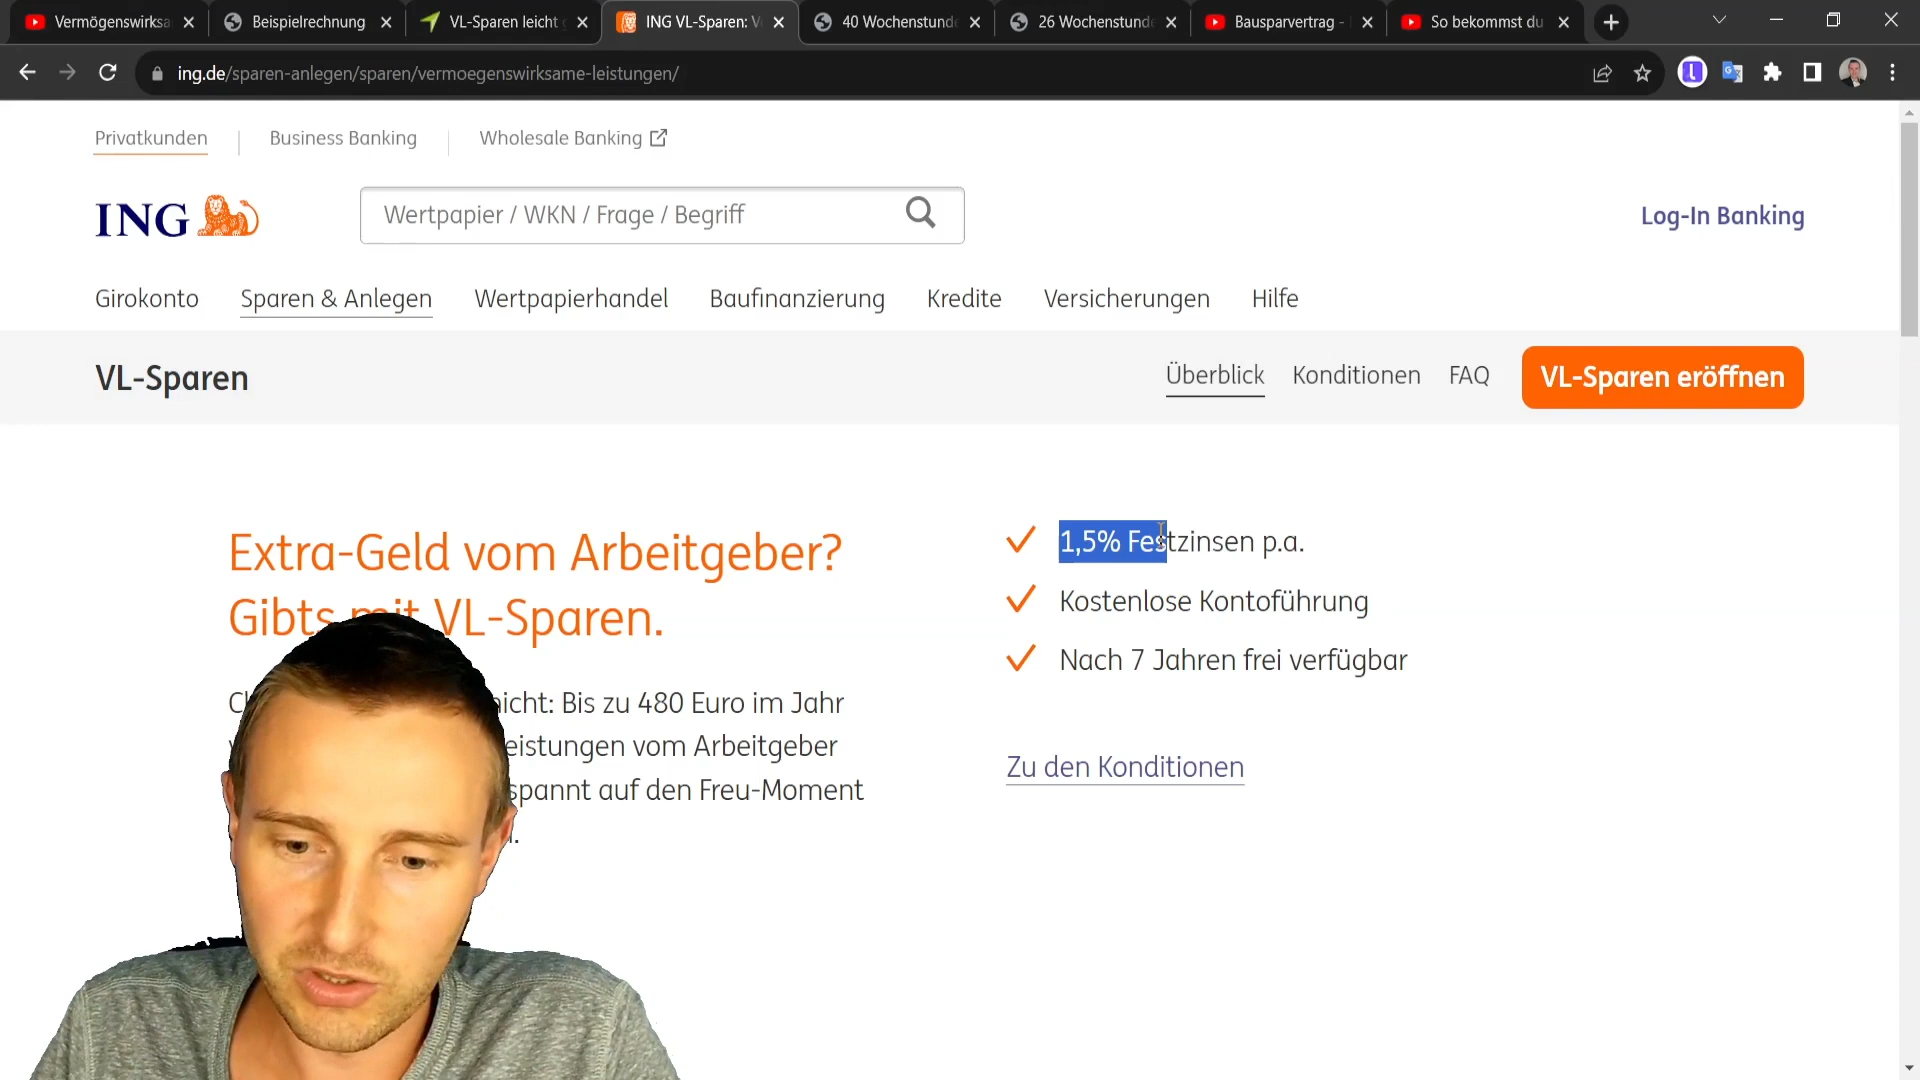 Vermögenswirksa
Beispielrechnung
VL-Sparen leicht
ING VL-Sparen: V
40 Wochenstund
26 Wochenstund
Bausparvertrag -
So bekommst du
ing.de/sparen-anlegen/sparen/vermoegenswirksame-leistungen/
Privatkunden
Business Banking
Wholesale Banking
ING
Wertpapier / WKN / Frage / Begriff
Log-In Banking
Girokonto
Sparen & Anlegen
Wertpapierhandel
Baufinanzierung
Kredite
Versicherungen
Hilfe
VL-Sparen
Überblick
Konditionen
FAQ
VL-Sparen eröffnen
Extra-Geld vom Arbeitgeber?
Gibts mit VL-Sparen.
nicht: Bis zu 480 Euro im Jahr
eistungen vom Arbeitgeber
spannt auf den Freu-Moment
1,5% Festzinsen p.a.
Kostenlose Kontoführung
Nach 7 Jahren frei verfügbar
Zu den Konditionen